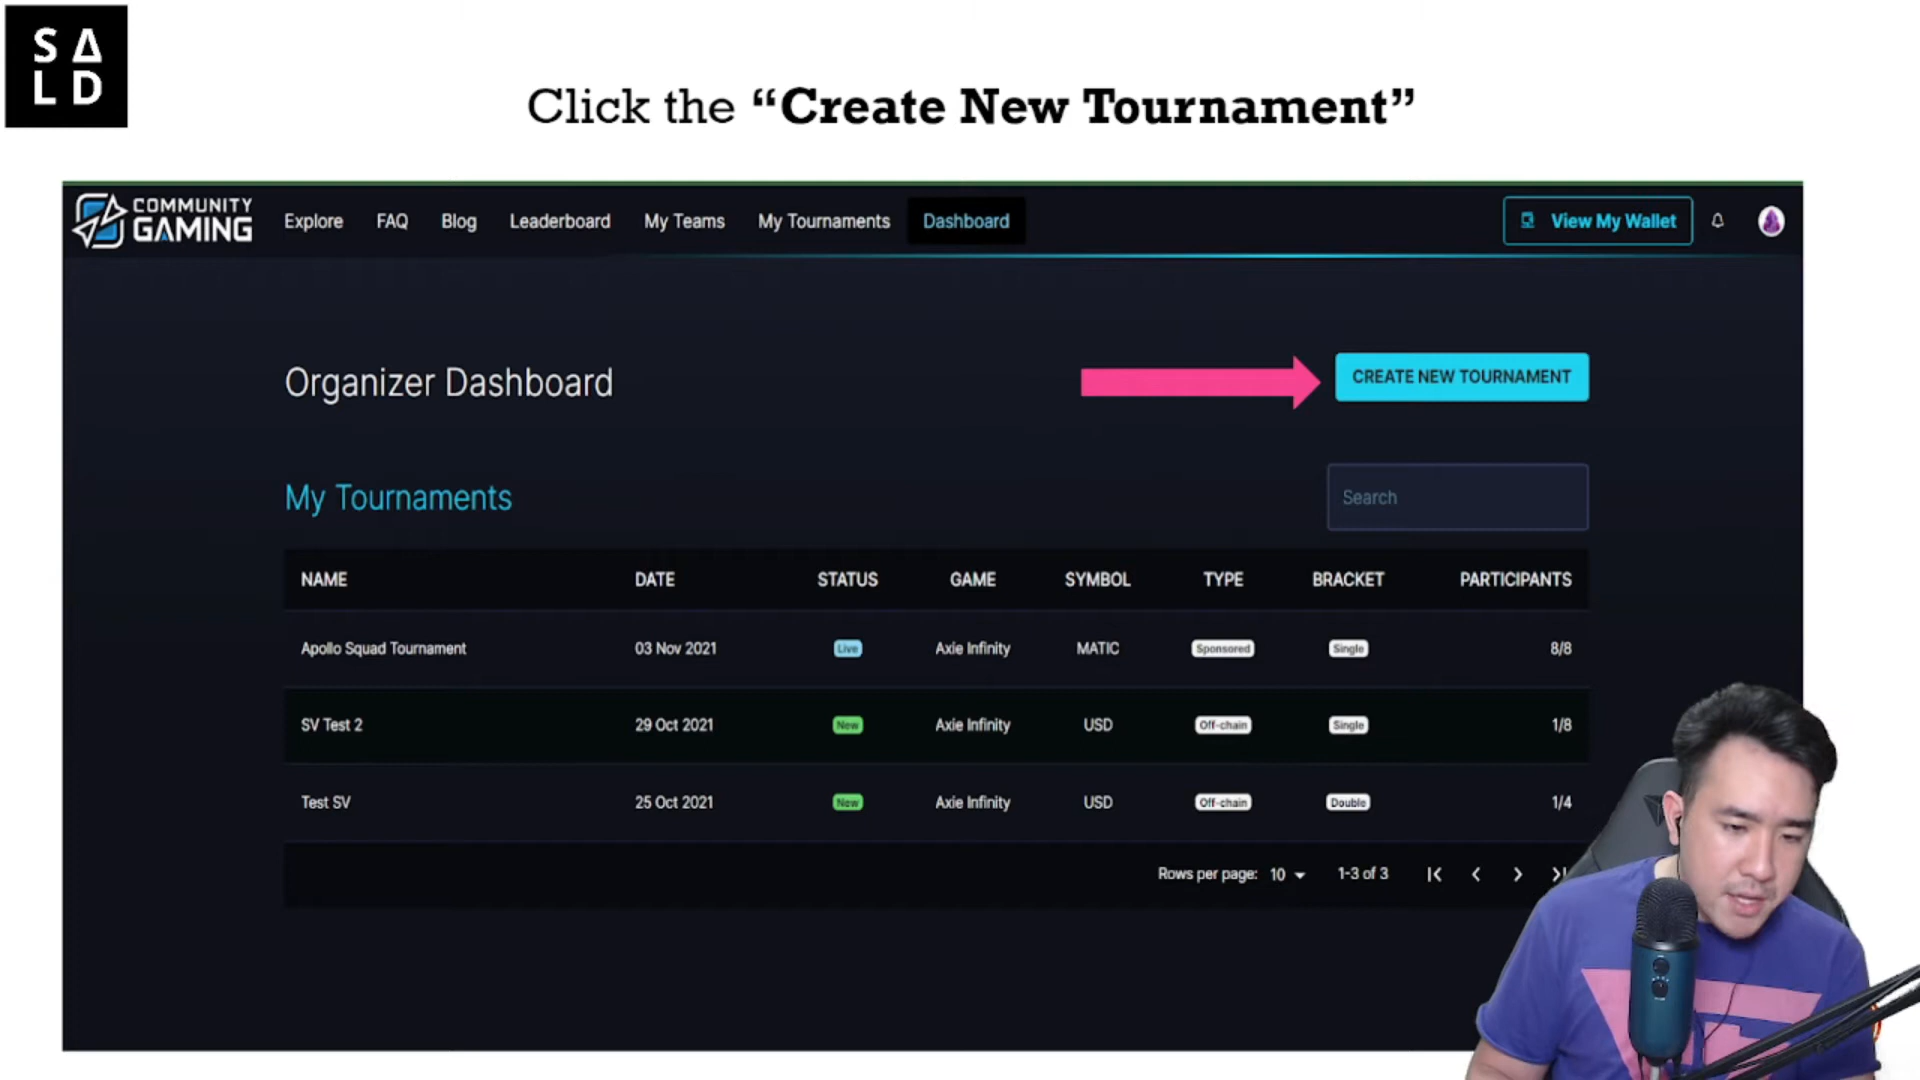 SA
LD
Click the “Create New Tournament”
COMMUNITY
GAMING
Explore FAQ Blog Leaderboard My Teams My Tournaments Dashboard View My Wallet
Organizer Dashboard CREATE NEW TOURNAMENT
My Tournaments Search
NAME DATE STATUS GAME SYMBOL TYPE BRACKET PARTICIPANTS
Apollo Squad Tournament 03 Nov 2021 Live Axie Infinity MATIC Sponsored Single 8/8
SV Test 2 29 Oct 2021 New Axie Infinity USD Off-chain Single 1/8
Test SV 25 Oct 2021 New Axie Infinity USD Off-chain Double 1/4
Rows per page: 10 1-3 of 3